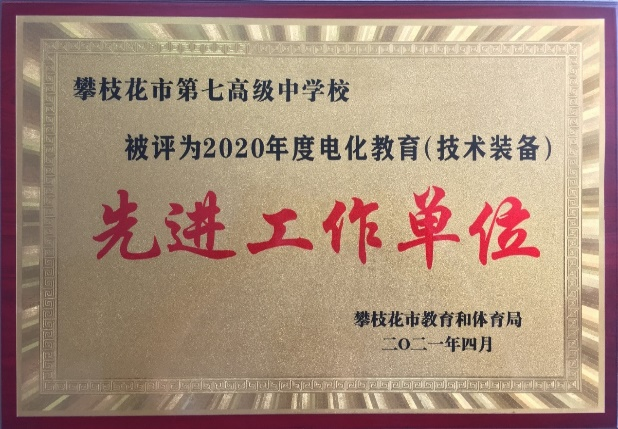 攀枝花市第七高级中学校
被评为2020年度电化教育(技术装备)
先进工作单位
攀枝花市教育和体育局
二〇二一年四月